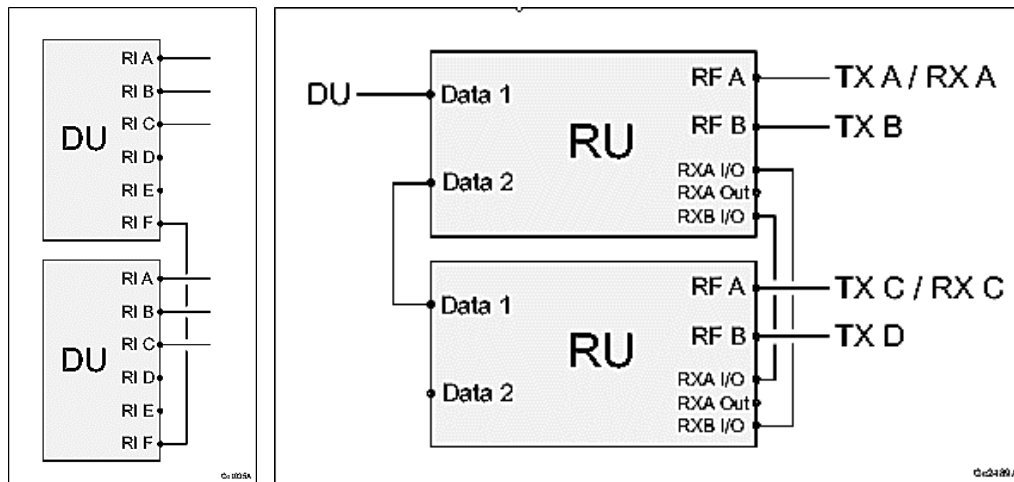 RI A
RI B
RI C
DU
RI D
RI E
RI F
RI A
RI B
RI C
DU
RI D
RI E
RI F
DU
Data 1
RF A
TX A / RX A
RU
RF B
TX B
Data 2
RXA I/O
RXA Out
RXB I/O
Data 1
RF A
TX C / RX C
RU
RF B
TX D
Data 2
RXA I/O
RXA Out
RXB I/O